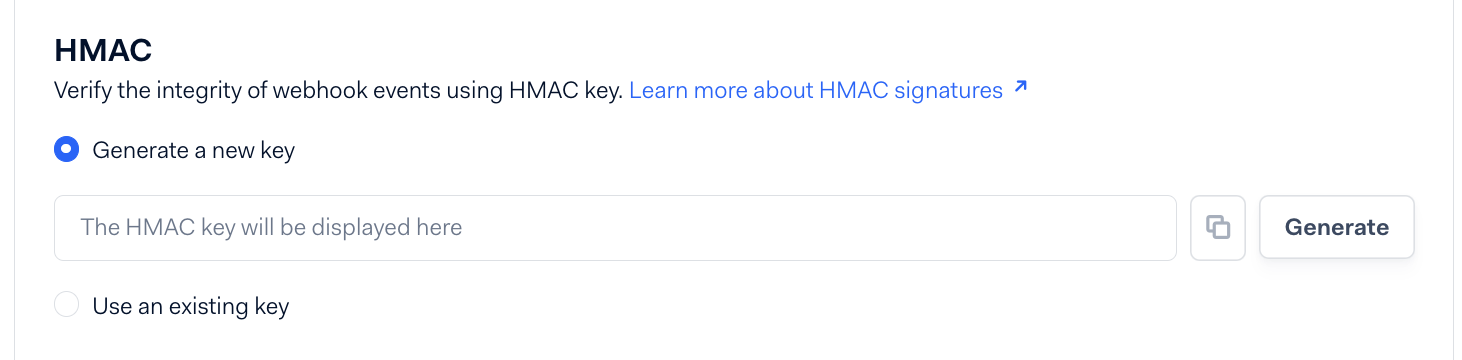 HMAC
Verify the integrity of webhook events using HMAC key. Learn more about HMAC signatures
Generate a new key
The HMAC key will be displayed here
Generate
Use an existing key